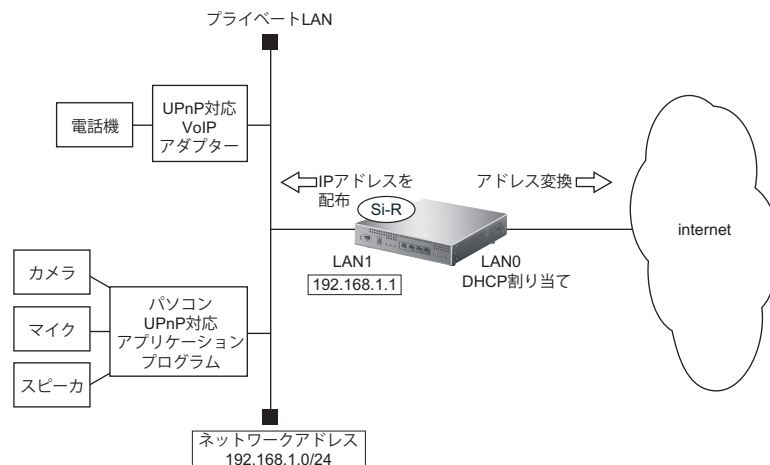 プライベートLAN
電話機
UPnP対応
VoIP
アダプター
IPアドレスを
配布
アドレス変換
Si-R
internet
LAN1
192.168.1.1
LAN0
DHCP割り当て
カメラ
マイク
スピーカ
パソコン
UPnP対応
アプリケーション
プログラム
ネットワークアドレス
192.168.1.0/24